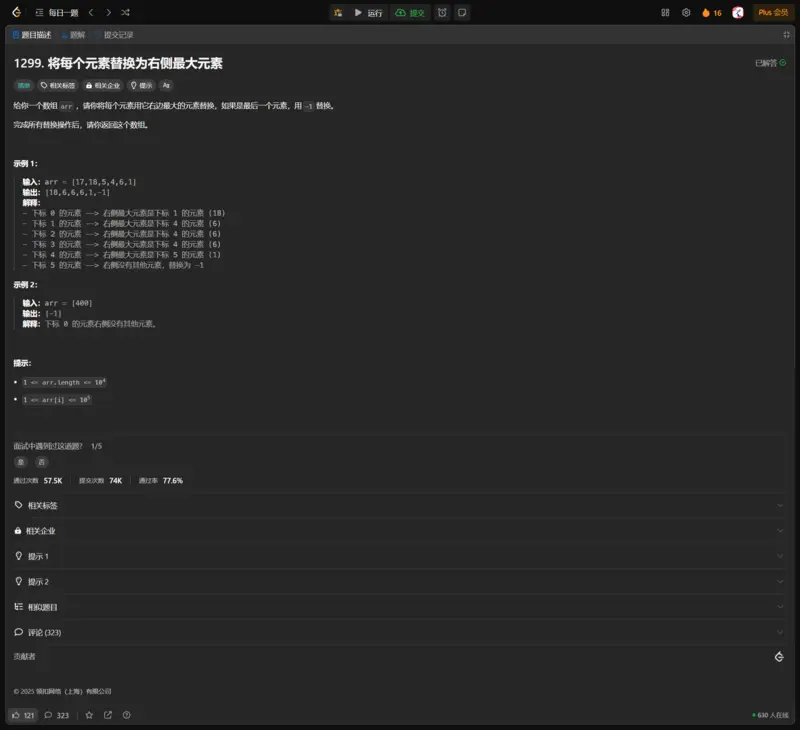 每日一题
运行
提交
16
Plus 会员
题目描述
题解
提交记录
1299. 将每个元素替换为右侧最大元素
已解答
简单
相关标签
相关企业
提示
Aa
给你一个数组 arr ，请你将每个元素用它右边最大的元素替换，如果是最后一个元素，用 -1 替换。
完成所有替换操作后，请你返回这个数组。
示例 1：
输入：arr = [17,18,5,4,6,1]
输出：[18,6,6,6,1,-1]
解释：
- 下标 0 的元素 --> 右侧最大元素是下标 1 的元素 (18)
- 下标 1 的元素 --> 右侧最大元素是下标 4 的元素 (6)
- 下标 2 的元素 --> 右侧最大元素是下标 4 的元素 (6)
- 下标 3 的元素 --> 右侧最大元素是下标 4 的元素 (6)
- 下标 4 的元素 --> 右侧最大元素是下标 5 的元素 (1)
- 下标 5 的元素 --> 右侧没有其他元素，替换为 -1
示例 2：
输入：arr = [400]
输出：[-1]
解释：下标 0 的元素右侧没有其他元素。
提示：
1 <= arr.length <= 10⁴
1 <= arr[i] <= 10⁵
面试中遇到过这道题? 1/5
是
否
通过次数 57.5K
提交次数 74K
通过率 77.6%
相关标签
相关企业
提示 1
提示 2
相似题目
评论 (323)
贡献者
© 2025 领扣网络（上海）有限公司
121
323
630 人在线